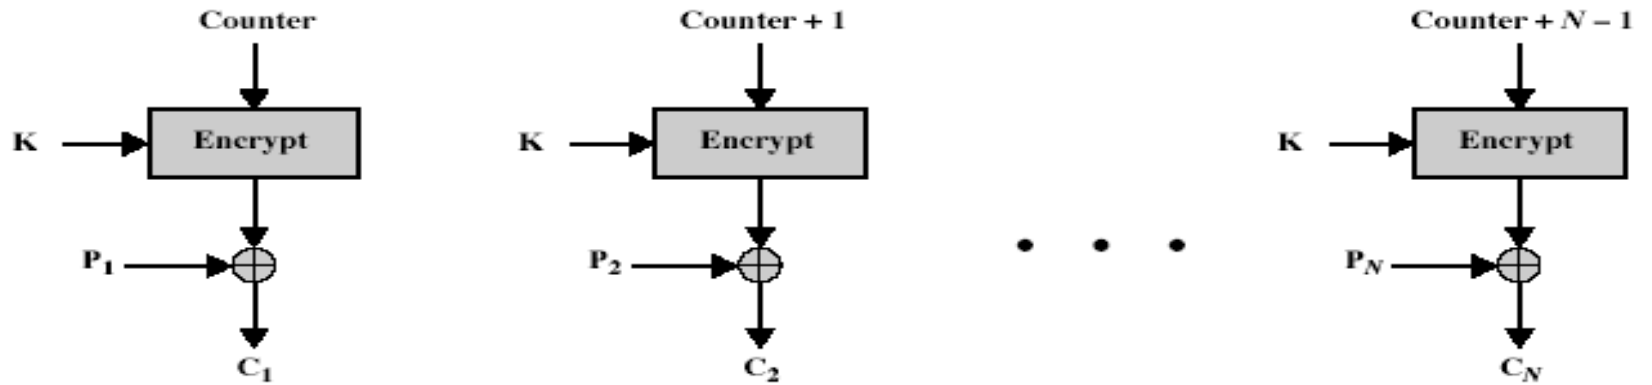 Counter Counter + 1 Counter + N – 1
K Encrypt K Encrypt K Encrypt
P1 P2 PN
C1 C2 CN